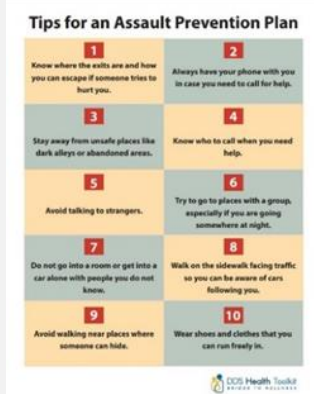 Tips for an Assault Prevention Plan
1
Know where the exits are and how
you can escape if someone tries to
hurt you.
2
Always have your phone with you
in case you need to call for help.
3
Stay away from unsafe places like
dark alleys or abandoned areas.
4
Know who to call when you need
help.
5
Avoid talking to strangers.
6
Try to go to places with a group,
especially if you are going
somewhere at night.
7
Do not go into a room or get into a
car alone with people you do not
know.
8
Walk on the sidewalk facing traffic
so you can be aware of cars
following you.
9
Avoid walking near places where
someone can hide.
10
Wear shoes and clothes that you
can run freely in.
DDS Health Toolkit
BRIDGE TO WELLNESS